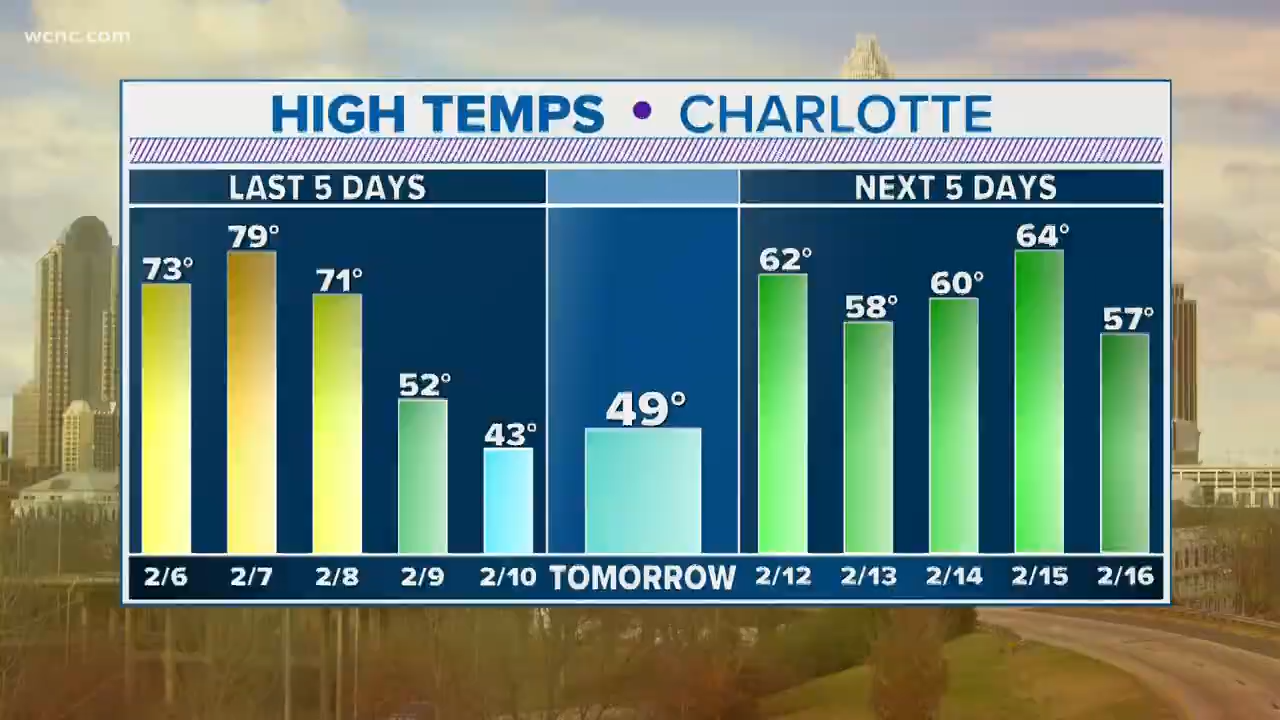 wcnc.com
HIGH TEMPS • CHARLOTTE
LAST 5 DAYS
NEXT 5 DAYS
73° 79° 71° 52° 43° 49° 62° 58° 60° 64° 57°
2/6 2/7 2/8 2/9 2/10 TOMORROW 2/12 2/13 2/14 2/15 2/16